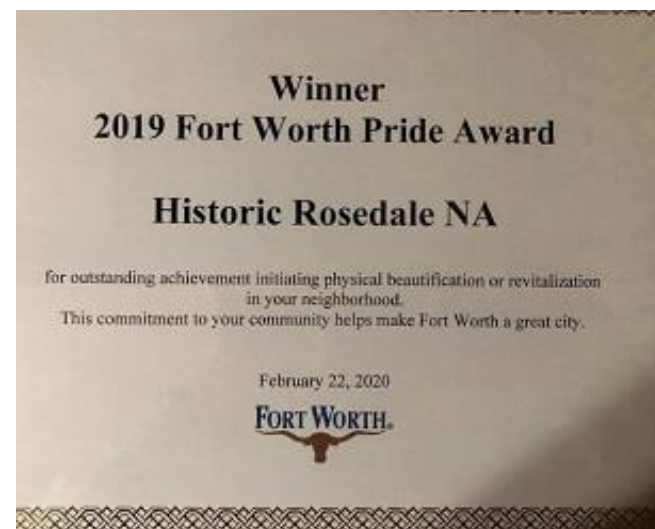 Winner
2019 Fort Worth Pride Award
Historic Rosedale NA
for outstanding achievement initiating physical beautification or revitalization
in your neighborhood.
This commitment to your community helps make Fort Worth a great city.
February 22, 2020
FORT WORTH®